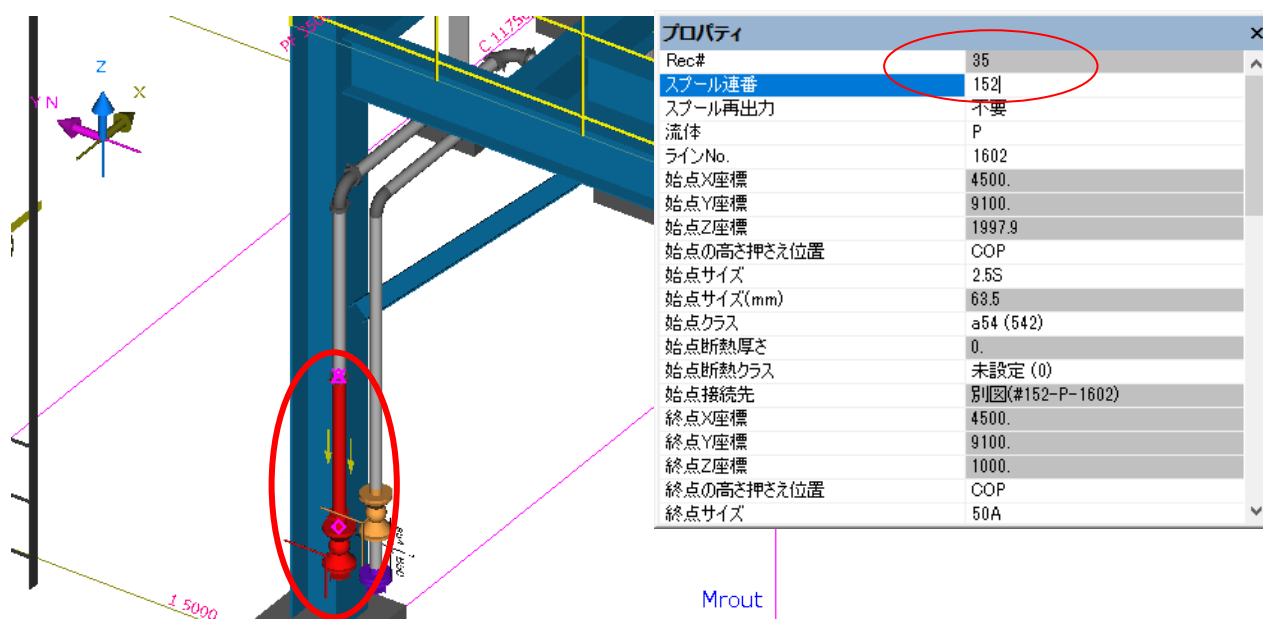 プロパティ ×
Rec# 35
スプール連番 152
スプール再出力 不要
流体 P
ラインNo. 1602
始点X座標 4500.
始点Y座標 9100.
始点Z座標 1997.9
始点の高さ押さえ位置 COP
始点サイズ 2.5S
始点サイズ(mm) 63.5
始点クラス a54 (542)
始点断熱厚さ 0.
始点断熱クラス 未設定 (0)
始点接続先 別図(#152-P-1602)
終点X座標 4500.
終点Y座標 9100.
終点Z座標 1000.
終点の高さ押さえ位置 COP
終点サイズ 50A
Z
X
Y N
C 11750
1 5000
Mrout